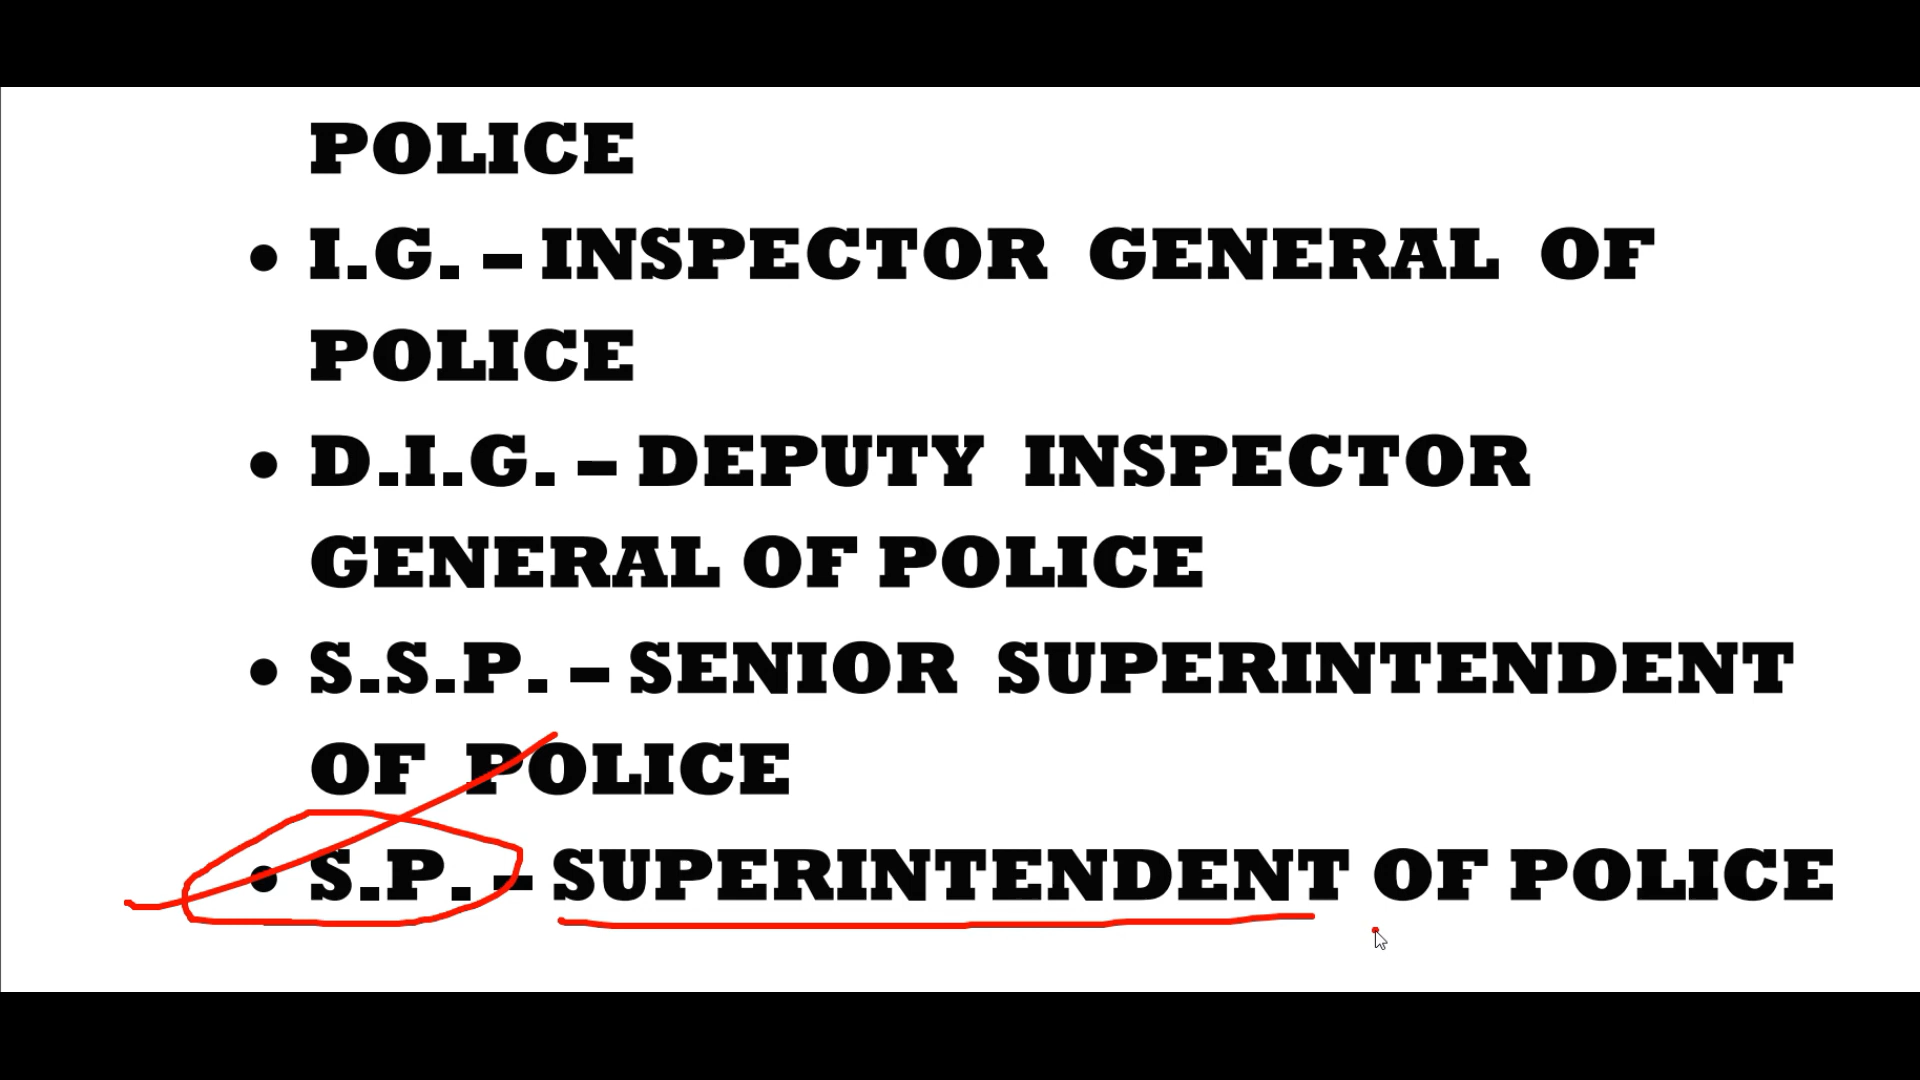 POLICE
• I.G. – INSPECTOR GENERAL OF
POLICE
• D.I.G. – DEPUTY INSPECTOR
GENERAL OF POLICE
• S.S.P. – SENIOR SUPERINTENDENT
OF POLICE
• S.P. – SUPERINTENDENT OF POLICE